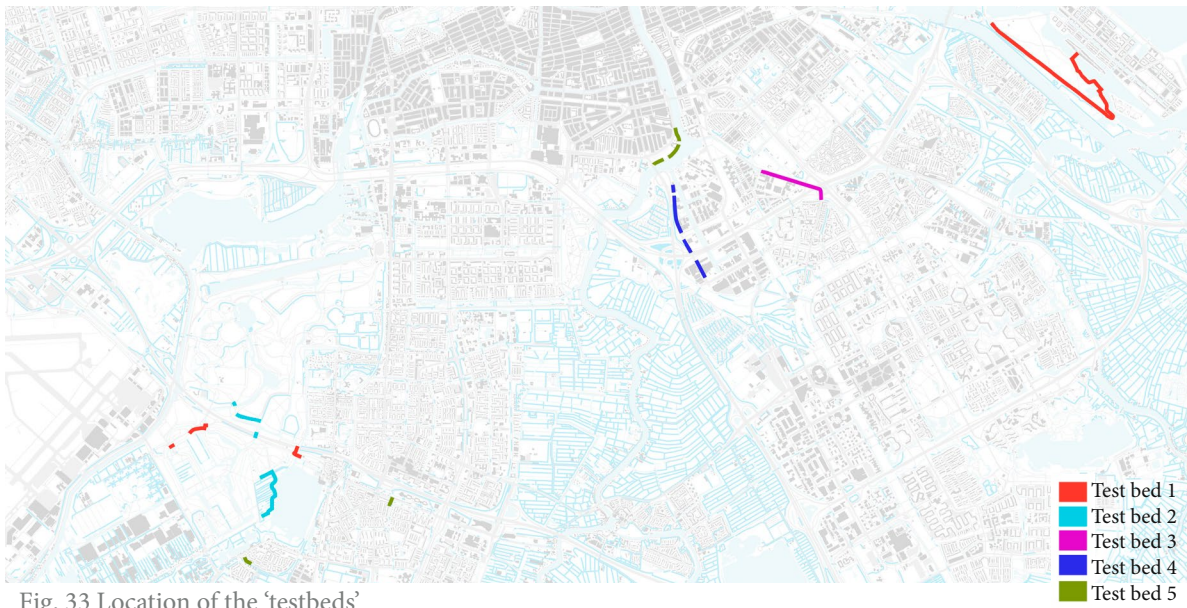 Test bed 1
Test bed 2
Test bed 3
Test bed 4
Test bed 5
Fig. 33 Location of the ‘testbeds’